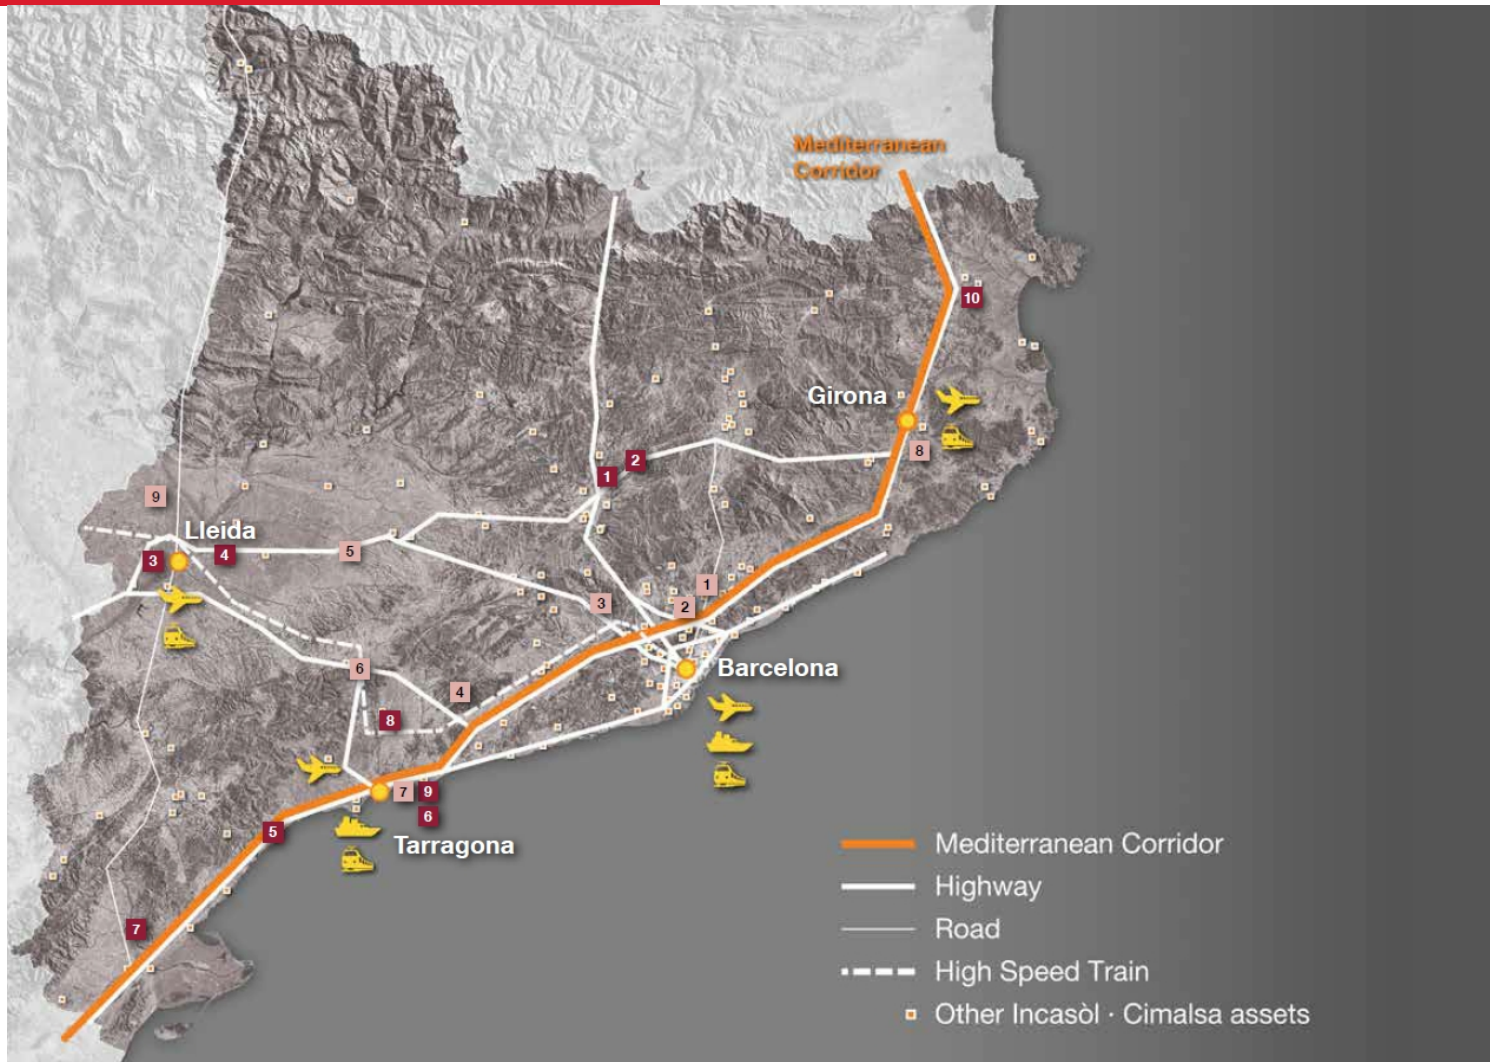 Mediterranean
Corridor
10
Girona
8
2
1
9
Lleida
3
4
5
1
3
2
Barcelona
6
4
8
7
9
6
5
Tarragona
7
Mediterranean Corridor
Highway
Road
High Speed Train
Other Incasòl · Cimalsa assets